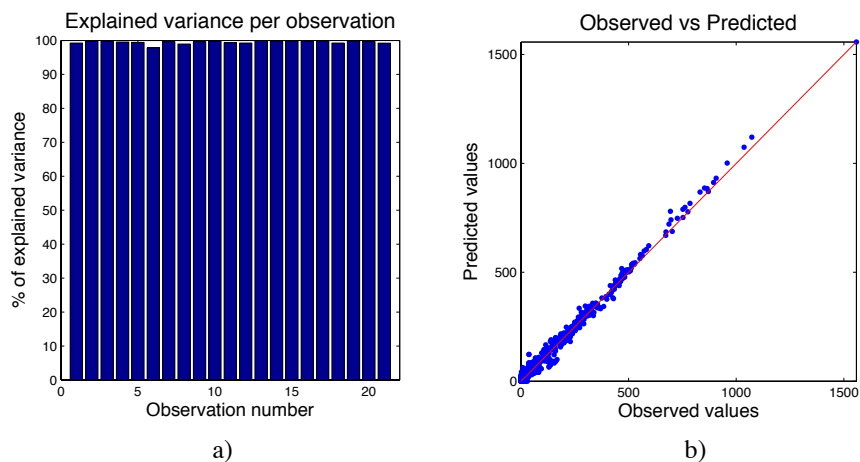 Explained variance per observation
% of explained variance
100
90
80
70
60
50
40
30
20
10
0
0 5 10 15 20
Observation number
a)
Observed vs Predicted
Predicted values
1500
1000
500
0
0 500 1000 1500
Observed values
b)